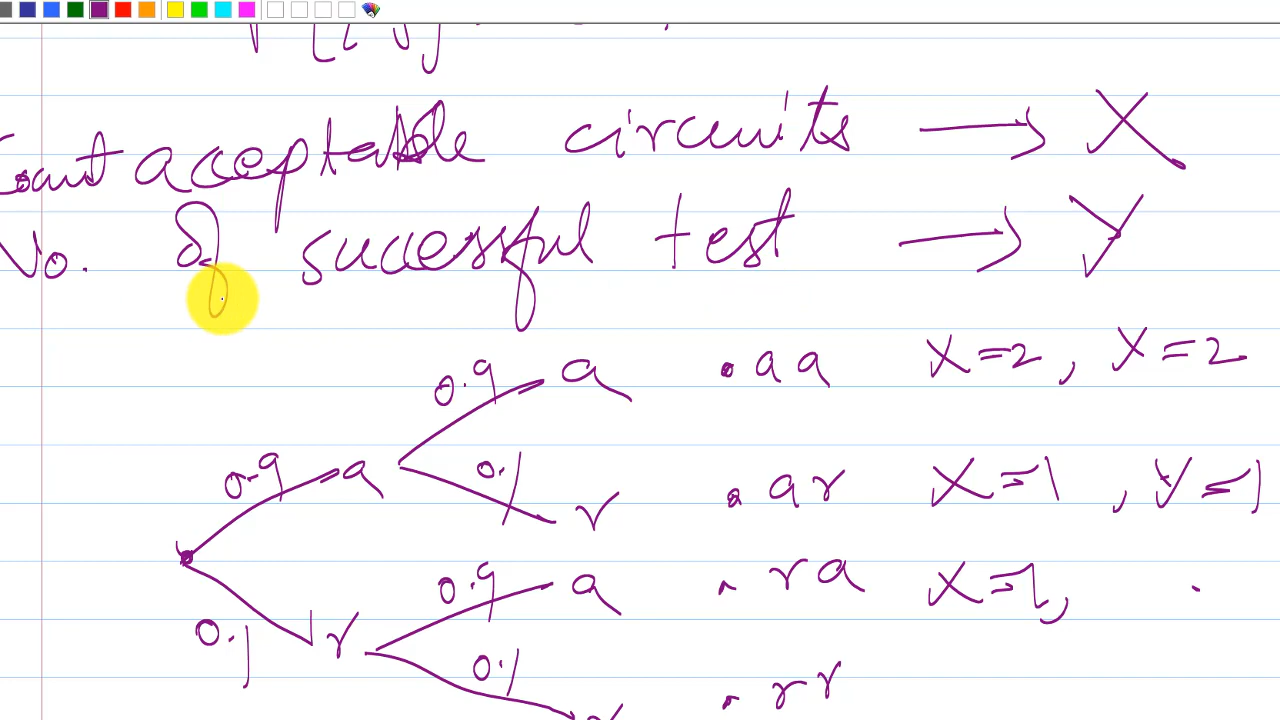 acceptable circuits → X
No. of sucessful test → Y
0.9 a . aa X=2, X=2
0.9 a 0.1 r . ar X=1, Y=1
0.9 a . ra X=1,
0.1 r 0.1 . rr